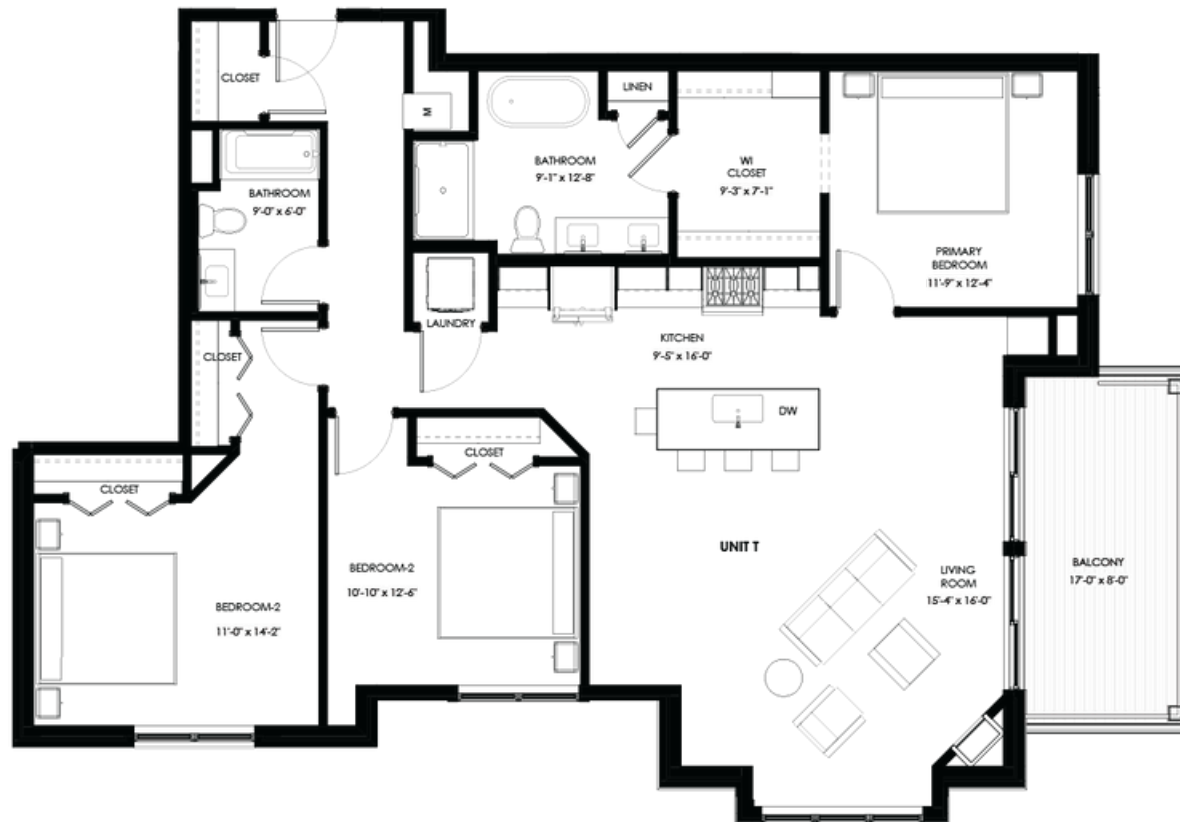 CLOSET
M
LINEN
BATHROOM
9'-1" x 12'-8"
WI
CLOSET
9'-3" x 7'-1"
BATHROOM
9'-0" x 6'-0"
PRIMARY
BEDROOM
11'-9" x 12'-4"
LAUNDRY
KITCHEN
9'-5" x 16'-0"
CLOSET
DW
CLOSET
CLOSET
UNIT T
BEDROOM-2
10'-10" x 12'-6"
LIVING
ROOM
15'-4" x 16'-0"
BALCONY
17'-0" x 8'-0"
BEDROOM-2
11'-0" x 14'-2"